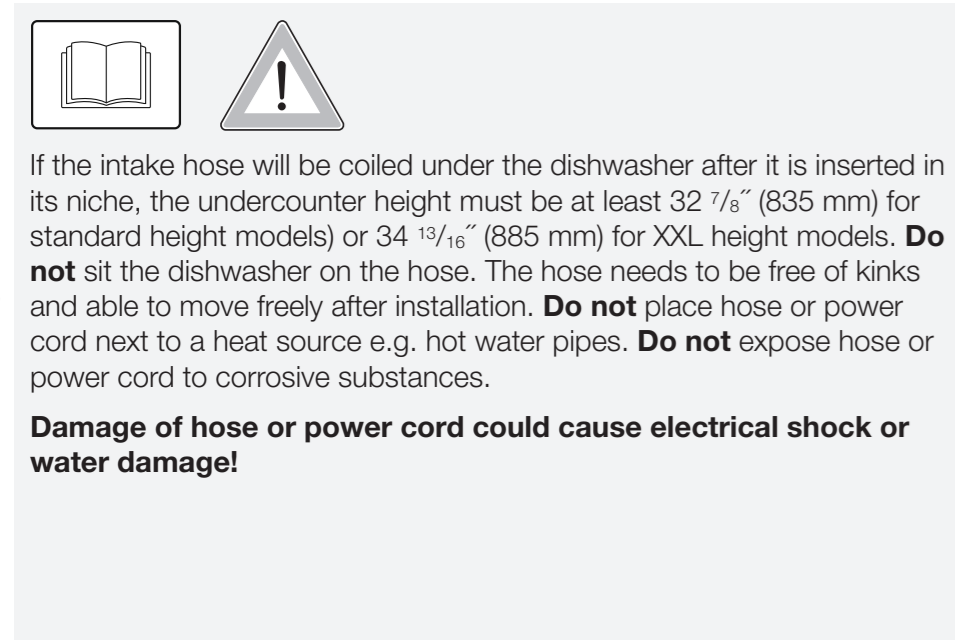 !
If the intake hose will be coiled under the dishwasher after it is inserted in
its niche, the undercounter height must be at least 32 ⁷/₈˝ (835 mm) for
standard height models) or 34 ¹³/₁₆˝ (885 mm) for XXL height models. Do
not sit the dishwasher on the hose. The hose needs to be free of kinks
and able to move freely after installation. Do not place hose or power
cord next to a heat source e.g. hot water pipes. Do not expose hose or
power cord to corrosive substances.
Damage of hose or power cord could cause electrical shock or
water damage!